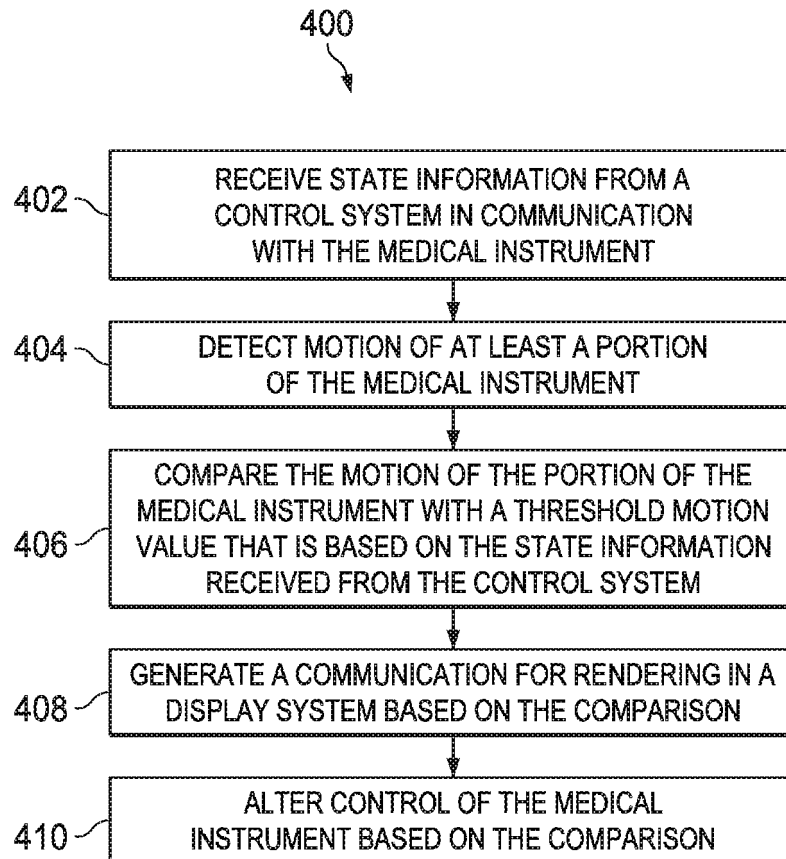 400
402
RECEIVE STATE INFORMATION FROM A
CONTROL SYSTEM IN COMMUNICATION
WITH THE MEDICAL INSTRUMENT
404
DETECT MOTION OF AT LEAST A PORTION
OF THE MEDICAL INSTRUMENT
406
COMPARE THE MOTION OF THE PORTION OF THE
MEDICAL INSTRUMENT WITH A THRESHOLD MOTION
VALUE THAT IS BASED ON THE STATE INFORMATION
RECEIVED FROM THE CONTROL SYSTEM
408
GENERATE A COMMUNICATION FOR RENDERING IN A
DISPLAY SYSTEM BASED ON THE COMPARISON
410
ALTER CONTROL OF THE MEDICAL
INSTRUMENT BASED ON THE COMPARISON